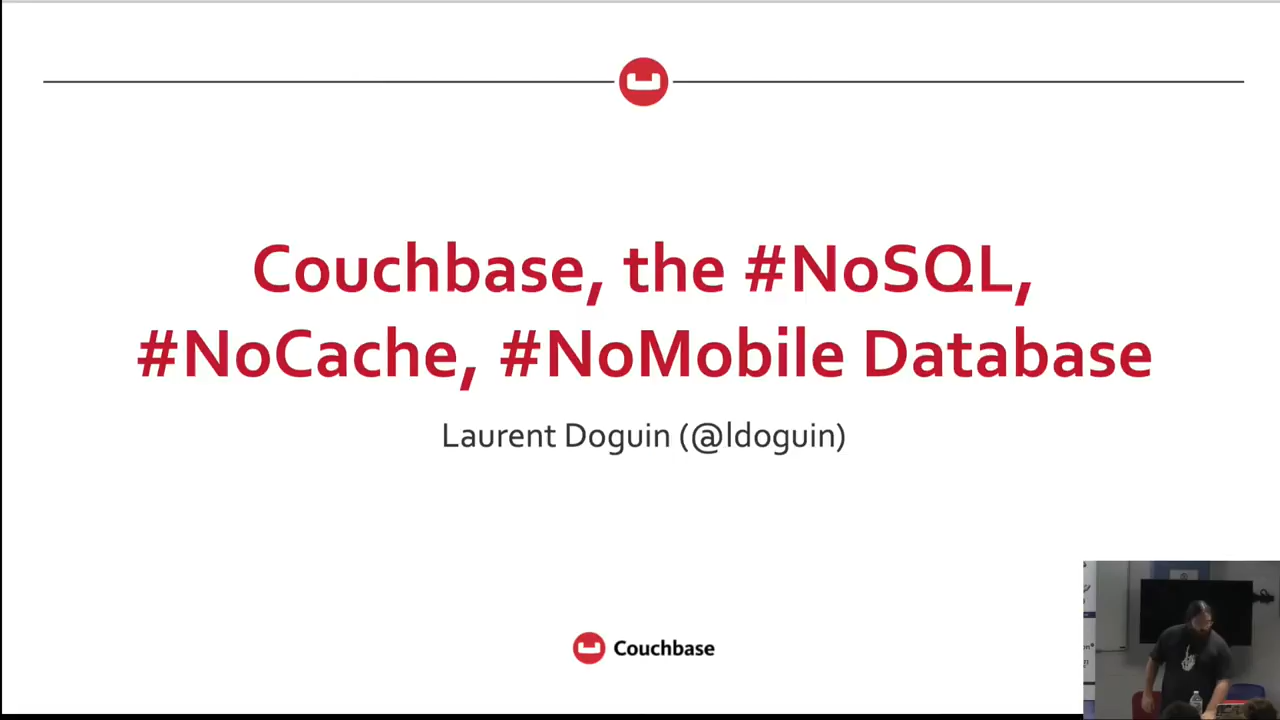 Couchbase, the #NoSQL,
#NoCache, #NoMobile Database
Laurent Doguin (@ldoguin)
Couchbase